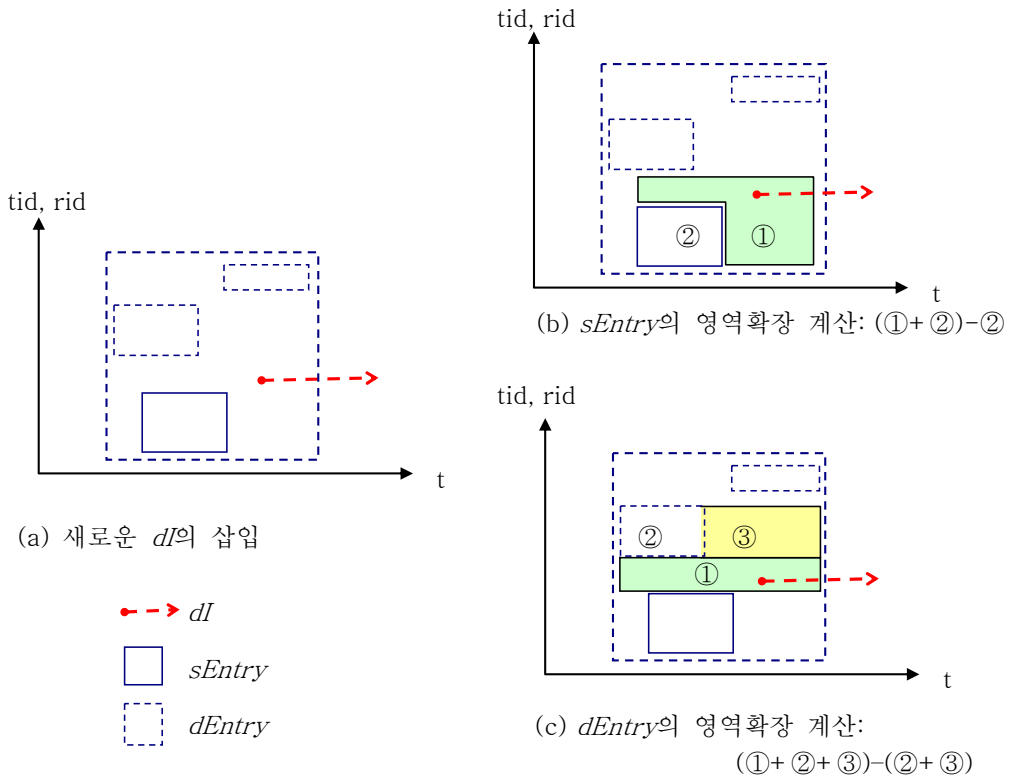 tid, rid
t
(a) 새로운 dI의 삽입
dI
sEntry
dEntry
tid, rid
②
①
t
(b) sEntry의 영역확장 계산: (①+②)-②
tid, rid
②
③
①
t
(c) dEntry의 영역확장 계산:
(①+②+③)-(②+③)